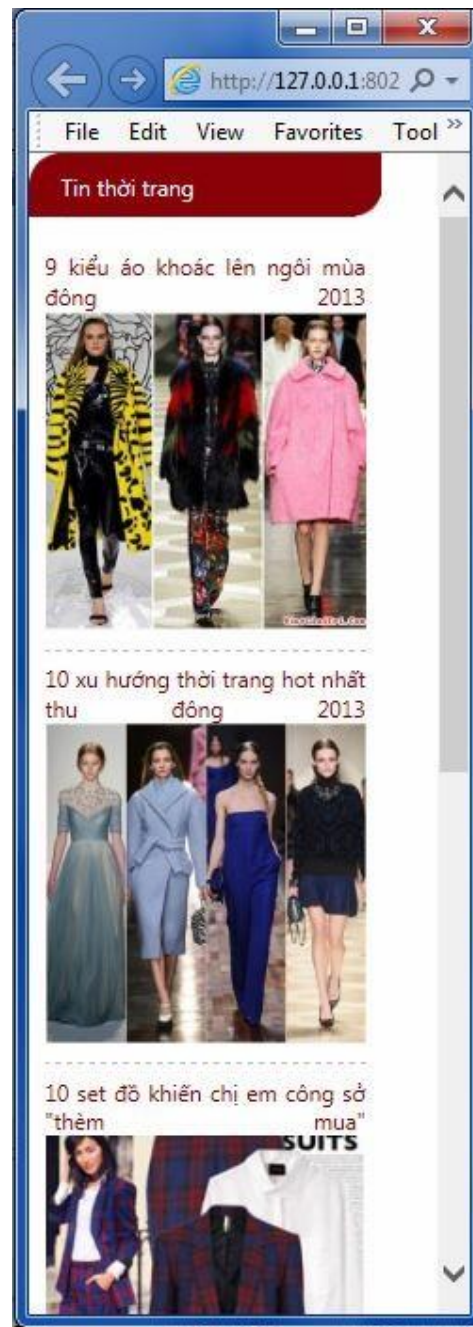 http://127.0.0.1:802
File Edit View Favorites Tool »
Tin thời trang
9 kiểu áo khoác lên ngôi mùa
đông 2013
10 xu hướng thời trang hot nhất
thu đông 2013
10 set đồ khiến chị em công sở
"thèm mua"
SUITS